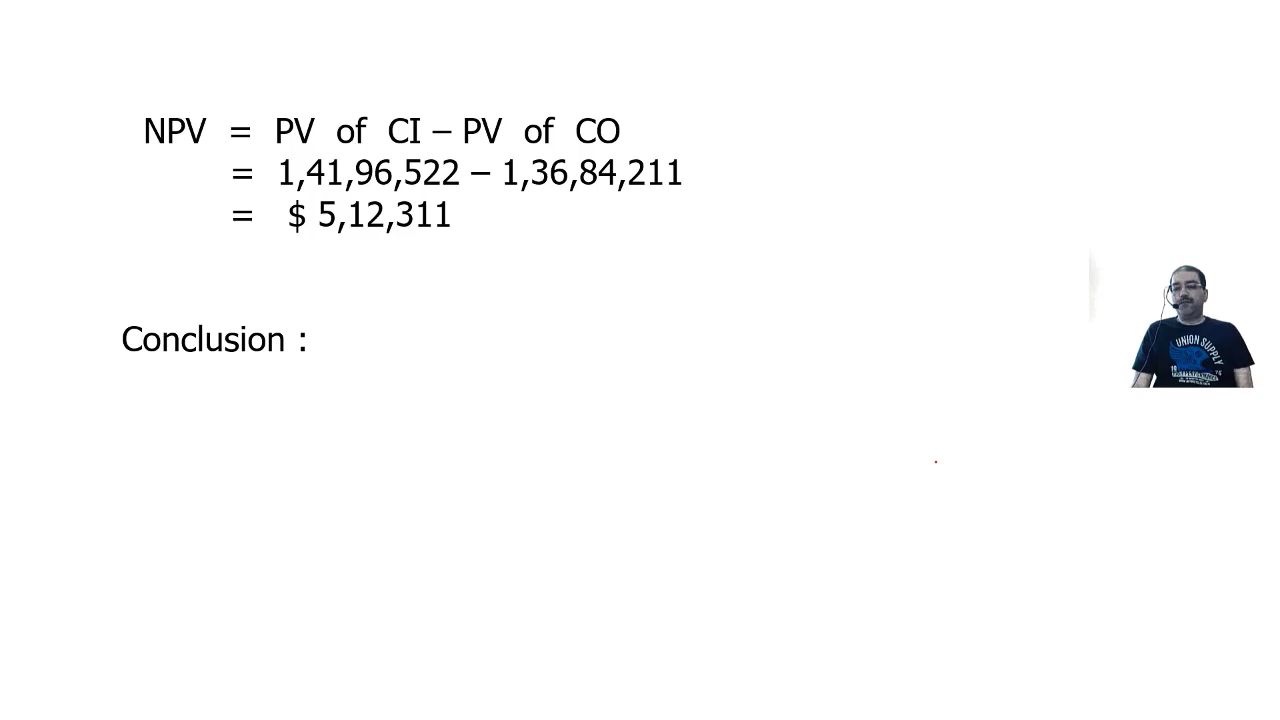 NPV = PV of CI – PV of CO
= 1,41,96,522 – 1,36,84,211
= $ 5,12,311
Conclusion :
UNION SUPPLY
19